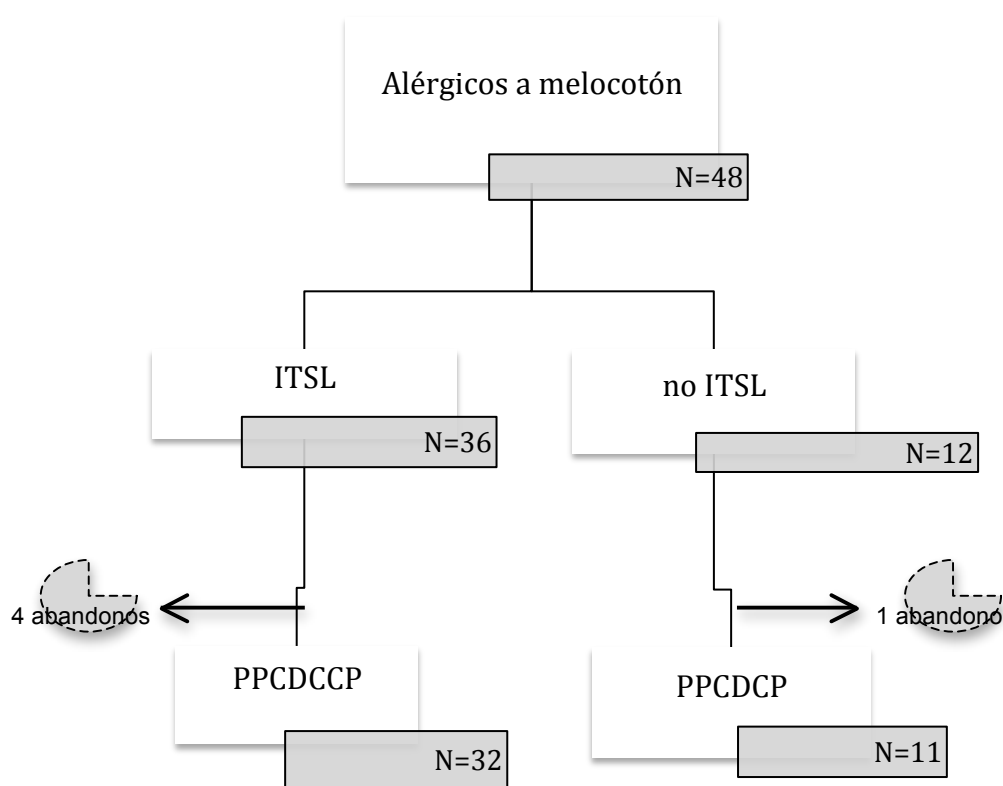 Alérgicos a melocotón
N=48
ITSL
N=36
no ITSL
N=12
4 abandonos
1 abandono
PPCDCCP
N=32
PPCDCP
N=11